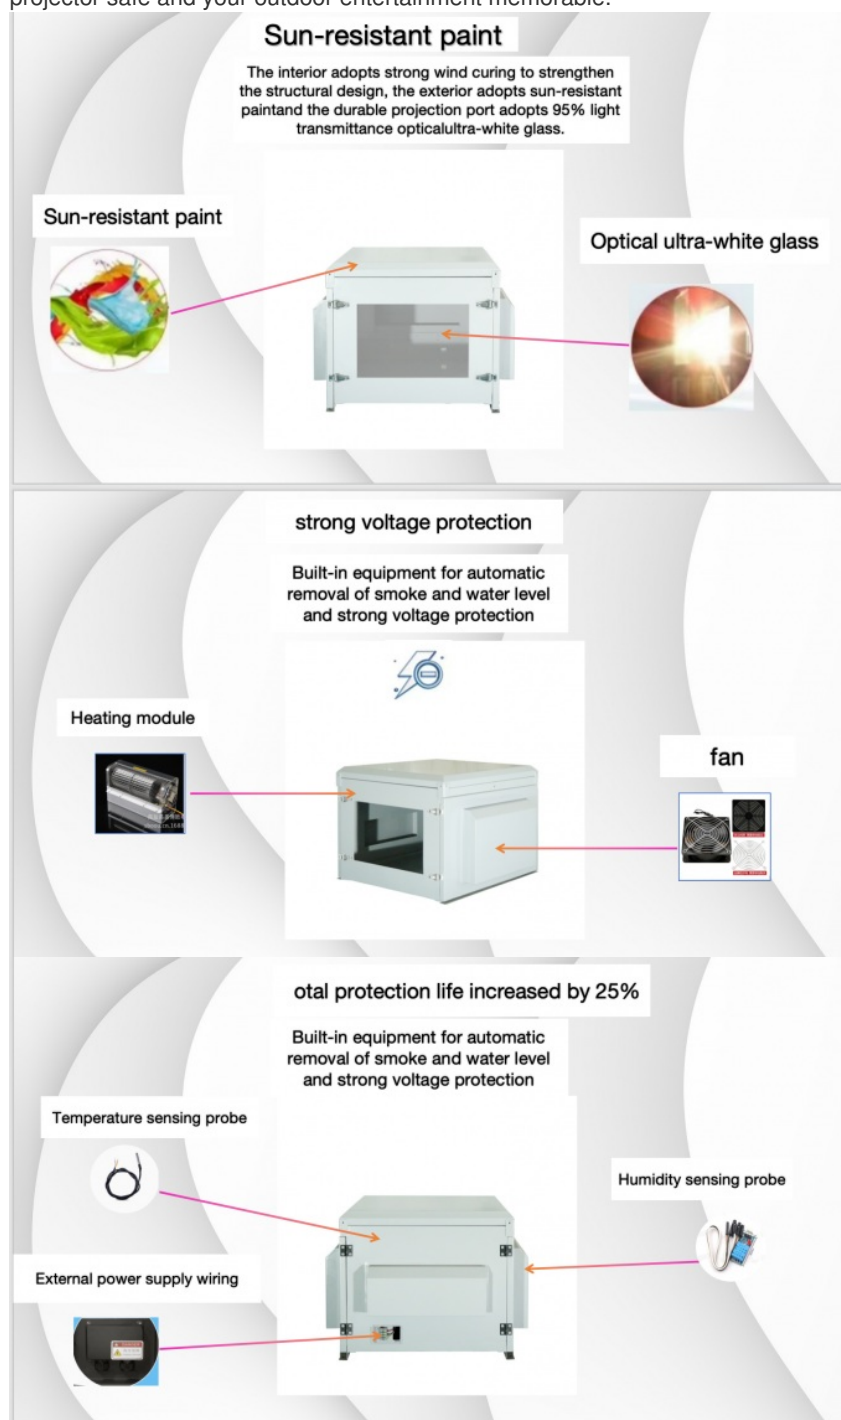 projector safe and your outdoor entertainment memorable.
Sun-resistant paint
The interior adopts strong wind curing to strengthen
the structural design, the exterior adopts sun-resistant
paintand the durable projection port adopts 95% light
transmittance opticalultra-white glass.
Sun-resistant paint
Optical ultra-white glass
strong voltage protection
Built-in equipment for automatic
removal of smoke and water level
and strong voltage protection
Heating module
fan
otal protection life increased by 25%
Built-in equipment for automatic
removal of smoke and water level
and strong voltage protection
Temperature sensing probe
Humidity sensing probe
External power supply wiring